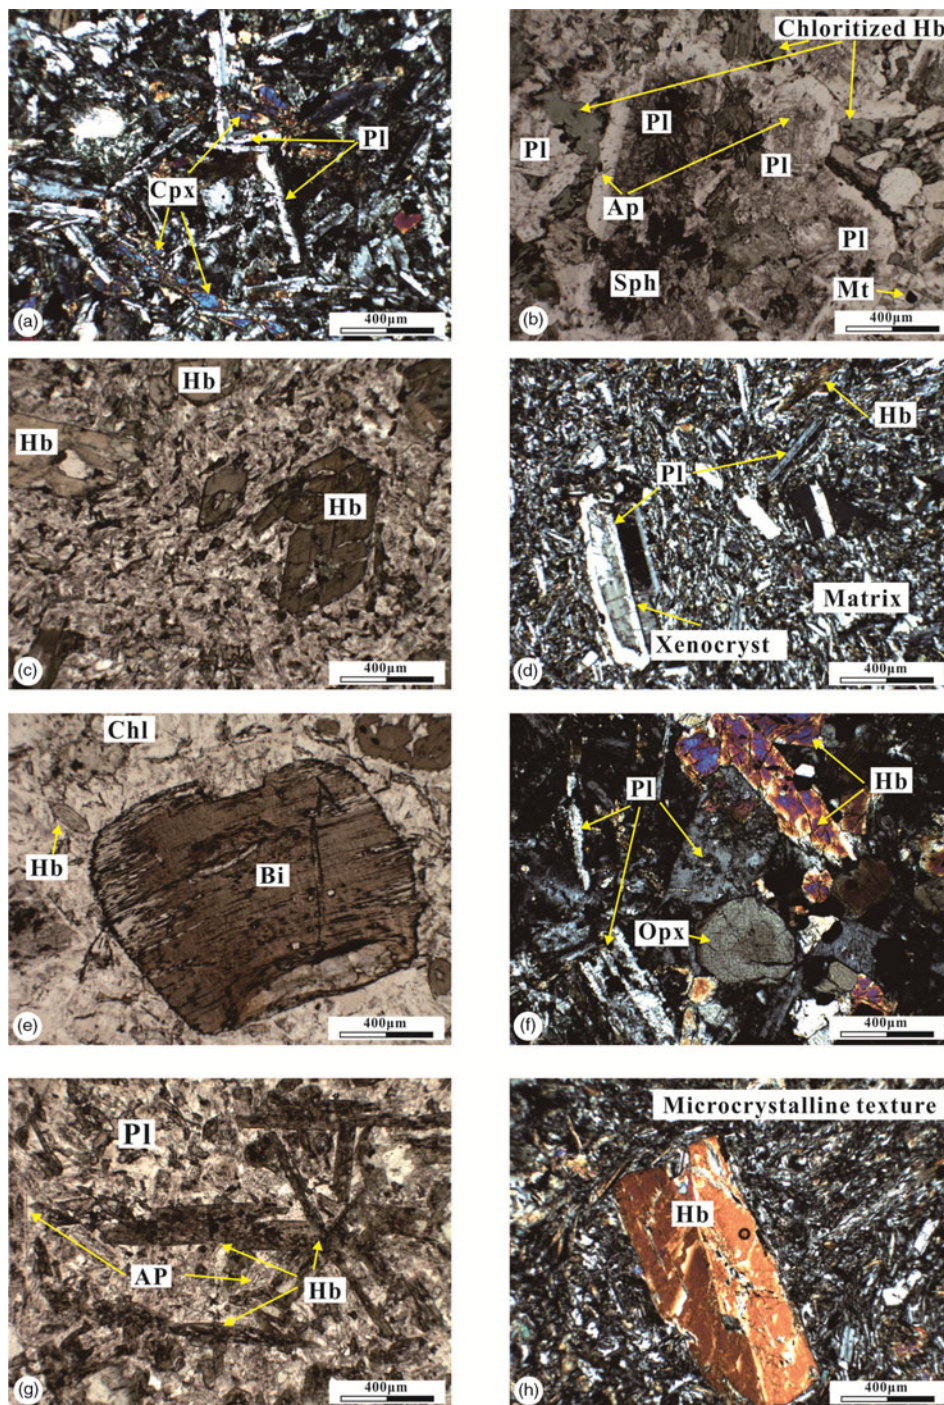 Pl
Cpx
400μm
(a)
Chloritized Hb
Pl
Pl
Pl
Ap
Pl
Sph
Mt
400μm
(b)
Hb
Hb
Hb
400μm
(c)
Hb
Pl
Matrix
Xenocryst
400μm
(d)
Chl
Hb
Bi
400μm
(e)
Pl
Hb
Opx
400μm
(f)
Pl
AP
Hb
400μm
(g)
Microcrystalline texture
Hb
400μm
(h)